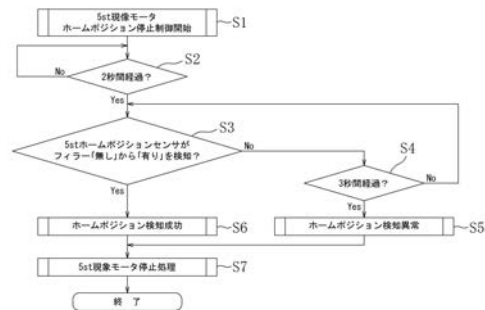 5st現像モータ
ホームポジション停止制御開始
S1
S2
2秒間経過？
No
Yes
5stホームポジションセンサが
フィラー「無し」から「有り」を検知？
S3
No
S4
3秒間経過？
No
Yes
Yes
ホームポジション検知成功
S6
ホームポジション検知異常
S5
5st現象モータ停止処理
S7
終 了